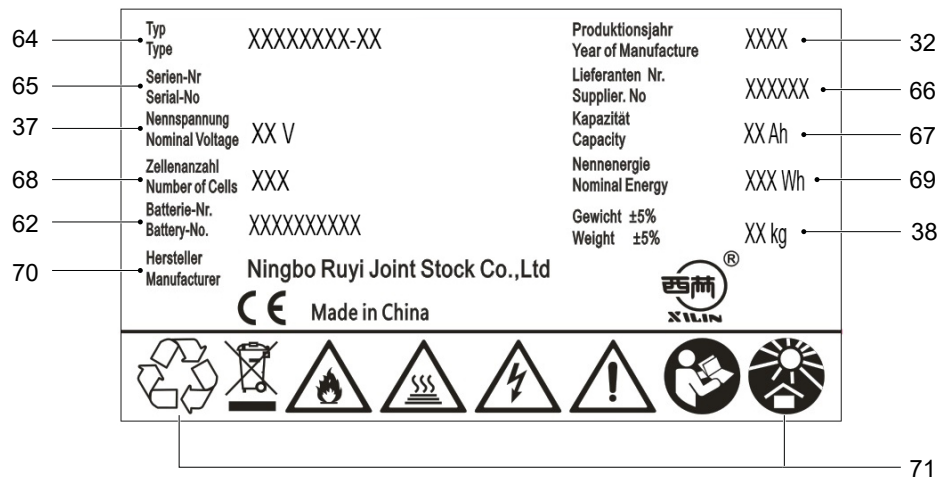 64 Typ XXXXXXXX-XX Produktionsjahr XXXX 32
Type Year of Manufacture
65 Serien-Nr Lieferanten Nr. XXXXXX 66
Serial-No Supplier. No
37 Nennspannung XX V Kapazität XX Ah 67
Nominal Voltage Capacity
68 Zellenanzahl XXX Nennenergie XXX Wh 69
Number of Cells Nominal Energy
62 Batterie-Nr. XXXXXXXXXX Gewicht ±5% XX kg 38
Battery-No. Weight ±5%
70 Hersteller Ningbo Ruyi Joint Stock Co.,Ltd
Manufacturer
CE Made in China 西林 ®
XILIN
71